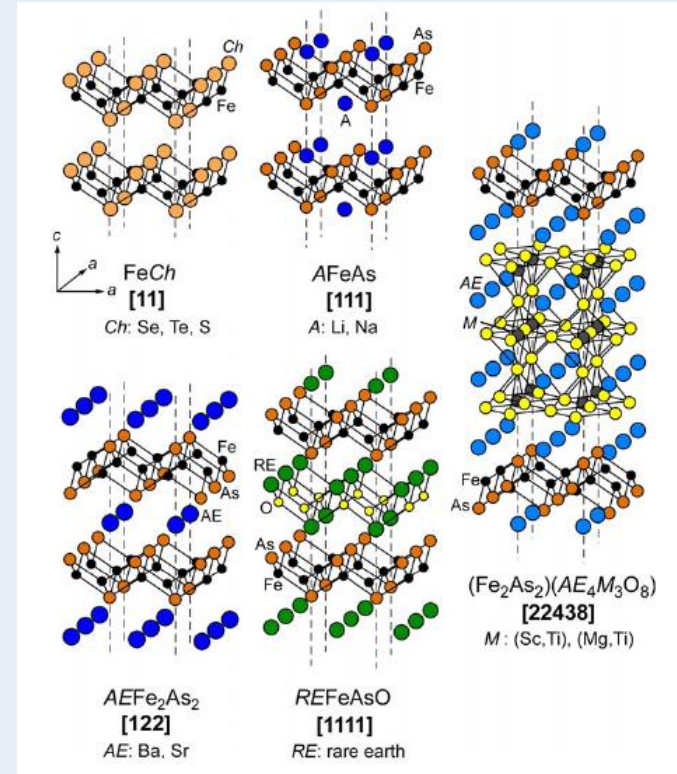 Ch
Fe
As
Fe
A
c
a
a
FeCh
[11]
Ch: Se, Te, S
AFeAs
[111]
A: Li, Na
AE
M
Fe
As
(Fe₂As₂)(AE₄M₃O₈)
[22438]
M : (Sc,Ti), (Mg,Ti)
Fe
As
AE
AEFe₂As₂
[122]
AE: Ba, Sr
RE
O
As
Fe
REFeAsO
[1111]
RE: rare earth